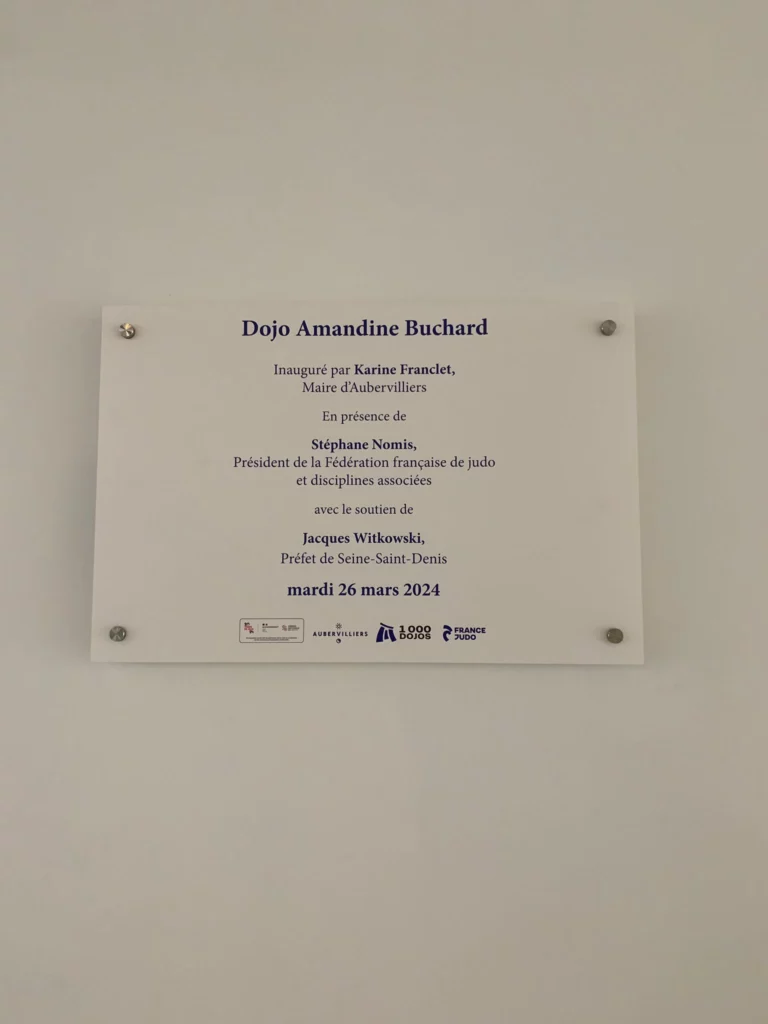 Dojo Amandine Buchard
Inauguré par Karine Franclet,
Maire d'Aubervilliers
En présence de
Stéphane Nomis,
Président de la Fédération française de judo
et disciplines associées
avec le soutien de
Jacques Witkowski,
Préfet de Seine-Saint-Denis
mardi 26 mars 2024
AUBERVILLIERS
1 000
DOJOS
FRANCE
JUDO